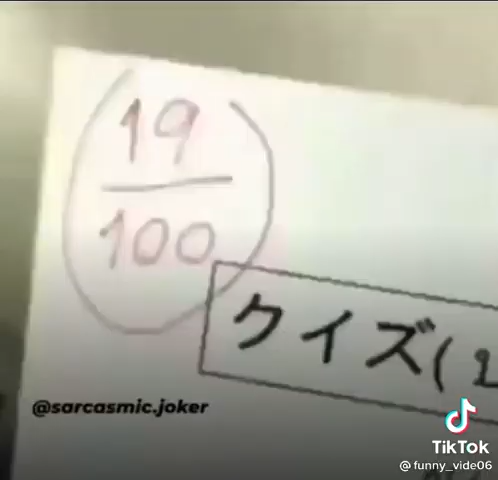 19
100
クイズ(
@sarcasmic.joker
TikTok
@funny_vide06